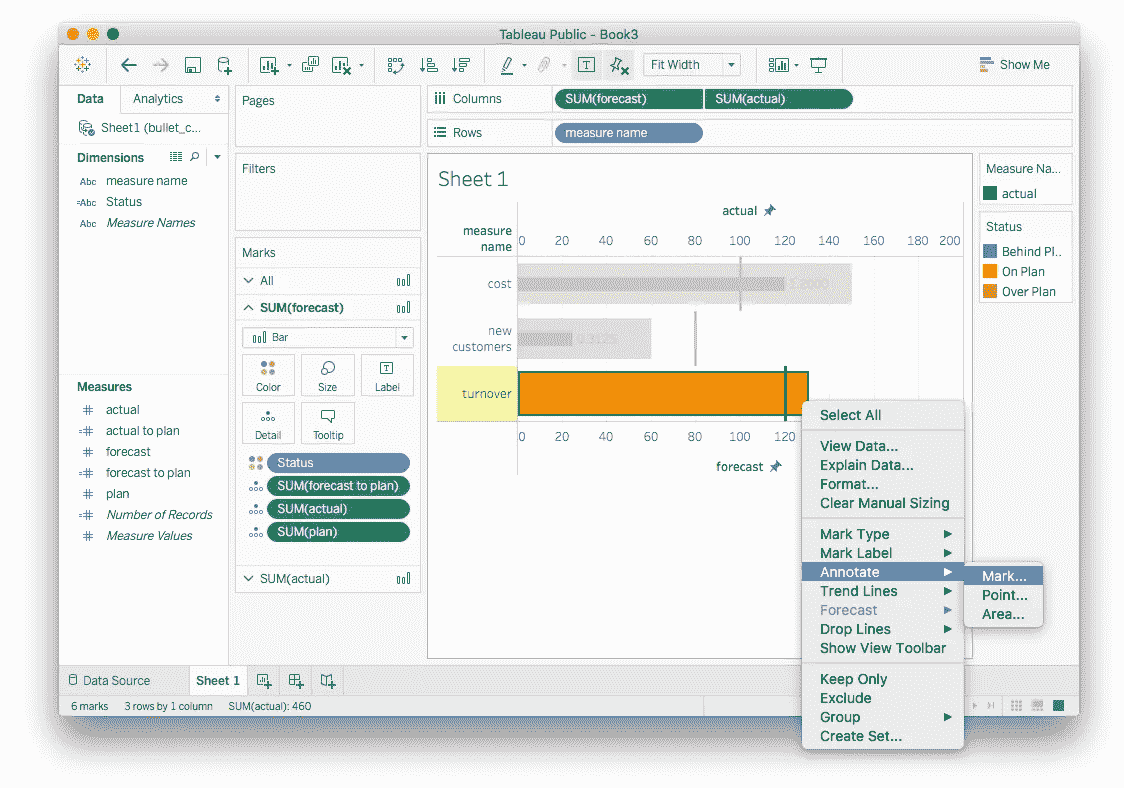 Tableau Public - Book3
Fit Width
Show Me
Data
Analytics
Sheet1 (bullet_c...
Dimensions
Abc measure name
=Abc Status
Abc Measure Names
Measures
# actual
=# actual to plan
# forecast
=# forecast to plan
# plan
=# Number of Records
# Measure Values
Pages
Filters
Marks
All
SUM(forecast)
Bar
Color Size Label
Detail Tooltip
Status
SUM(forecast to plan)
SUM(actual)
SUM(plan)
SUM(actual)
Columns SUM(forecast) SUM(actual)
Rows measure name
Sheet 1
actual
measure
name
0 20 40 60 80 100 120 140 160 180 200
cost
new
customers
0.3125
turnover
0 20 40 60 80 100 120
forecast
Measure Na...
actual
Status
Behind Pl..
On Plan
Over Plan
Select All
View Data...
Explain Data...
Format...
Clear Manual Sizing
Mark Type
Mark Label
Annotate
Trend Lines
Forecast
Drop Lines
Show View Toolbar
Keep Only
Exclude
Group
Create Set...
Mark...
Point...
Area...
Data Source
Sheet 1
6 marks 3 rows by 1 column SUM(actual): 460